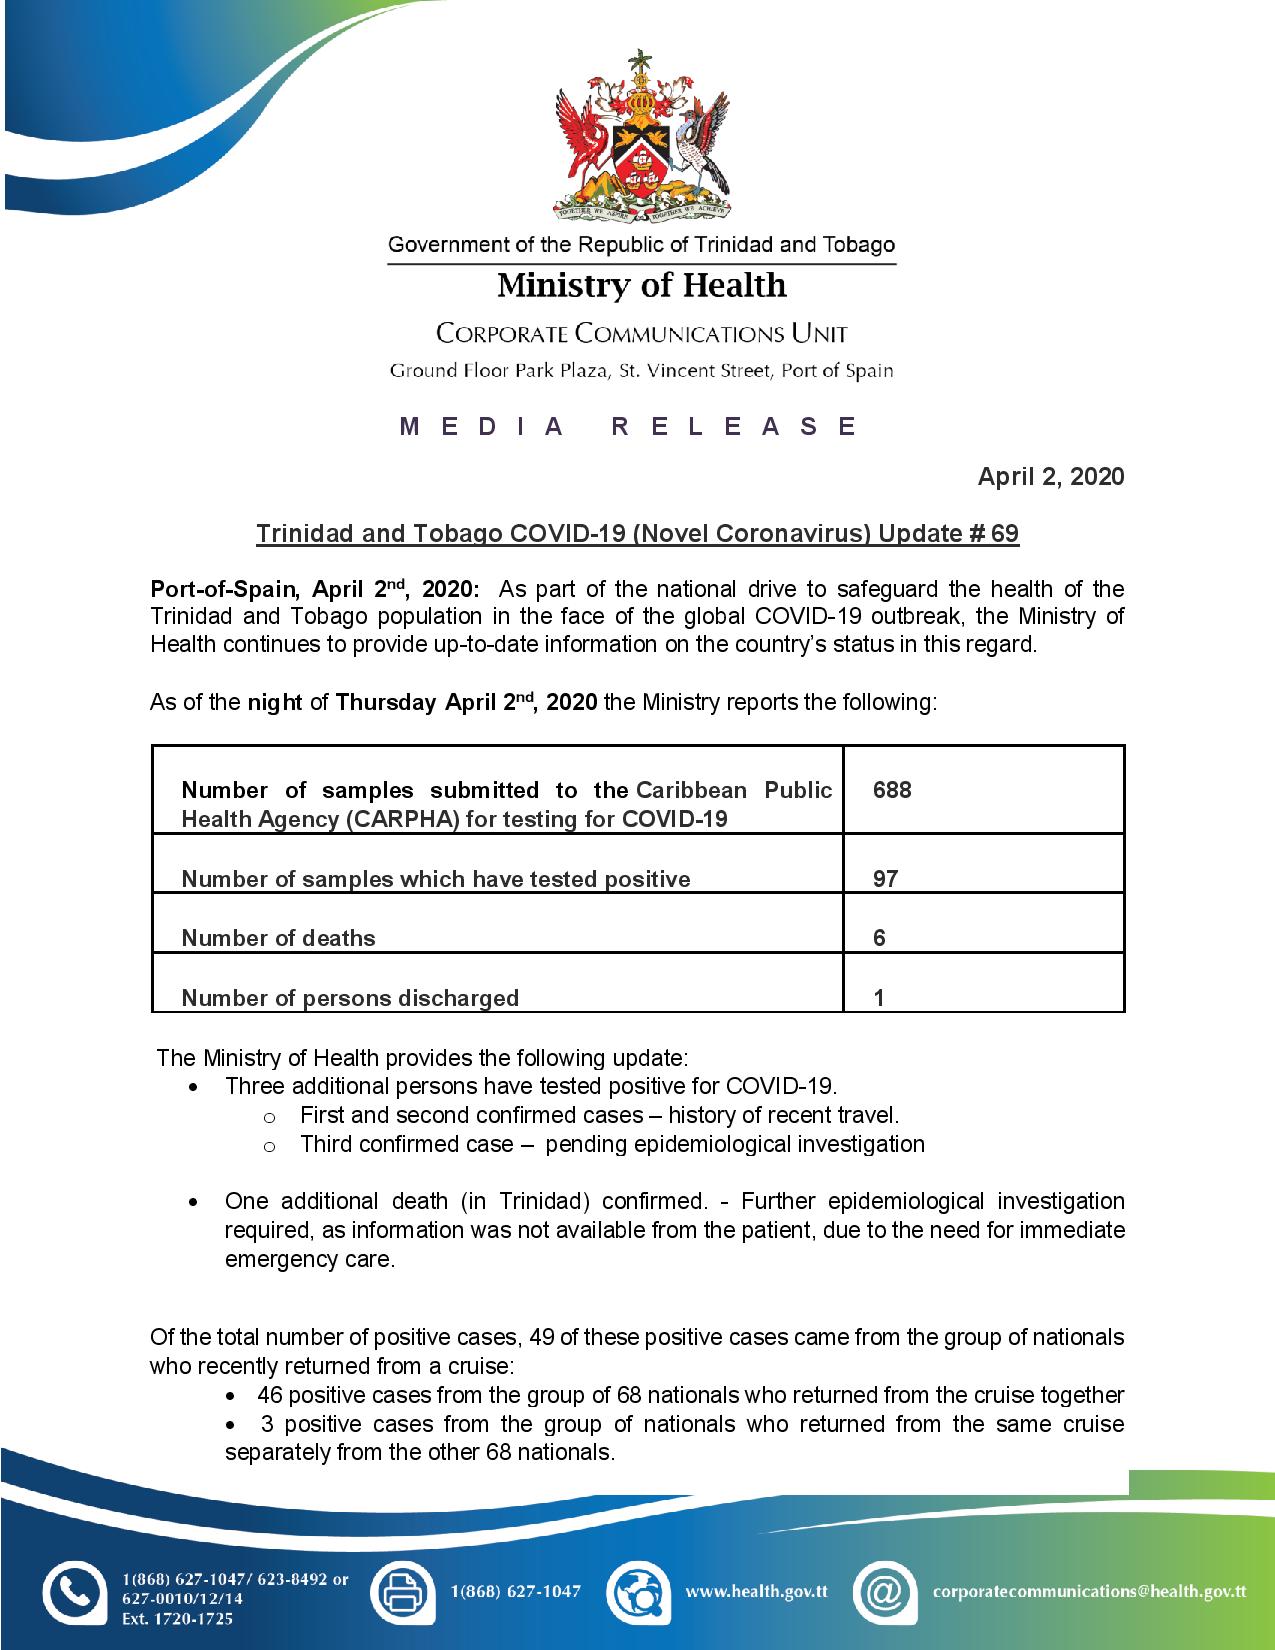 TOGETHER WE ASPIRE TOGETHER WE ACHIEVE
Government of the Republic of Trinidad and Tobago
Ministry of Health
CORPORATE COMMUNICATIONS UNIT
Ground Floor Park Plaza, St. Vincent Street, Port of Spain
MEDIA RELEASE
April 2, 2020
Trinidad and Tobago COVID-19 (Novel Coronavirus) Update # 69
Port-of-Spain, April 2nd, 2020: As part of the national drive to safeguard the health of the
Trinidad and Tobago population in the face of the global COVID-19 outbreak, the Ministry of
Health continues to provide up-to-date information on the country’s status in this regard.
As of the night of Thursday April 2nd, 2020 the Ministry reports the following:
Number of samples submitted to the Caribbean Public 688
Health Agency (CARPHA) for testing for COVID-19
Number of samples which have tested positive 97
Number of deaths 6
Number of persons discharged 1
The Ministry of Health provides the following update:
• Three additional persons have tested positive for COVID-19.
o First and second confirmed cases – history of recent travel.
o Third confirmed case – pending epidemiological investigation
• One additional death (in Trinidad) confirmed. - Further epidemiological investigation
required, as information was not available from the patient, due to the need for immediate
emergency care.
Of the total number of positive cases, 49 of these positive cases came from the group of nationals
who recently returned from a cruise:
• 46 positive cases from the group of 68 nationals who returned from the cruise together
• 3 positive cases from the group of nationals who returned from the same cruise
separately from the other 68 nationals.
1(868) 627-1047/ 623-8492 or
627-0010/12/14
Ext. 1720-1725
1(868) 627-1047
www.health.gov.tt
corporatecommunications@health.gov.tt